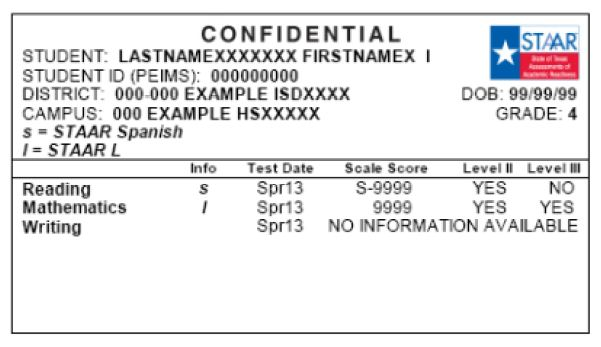 CONFIDENTIAL
STUDENT: LASTNAMEXXXXXXX FIRSTNAMEX I
STUDENT ID (PEIMS): 000000000
DISTRICT: 000-000 EXAMPLE ISDXXXX DOB: 99/99/99
CAMPUS: 000 EXAMPLE HSXXXXX GRADE: 4
s = STAAR Spanish
l = STAAR L
STAAR
State of Texas
Assessments of
Academic Readiness
Info Test Date Scale Score Level II Level III
Reading s Spr13 S-9999 YES NO
Mathematics l Spr13 9999 YES YES
Writing Spr13 NO INFORMATION AVAILABLE